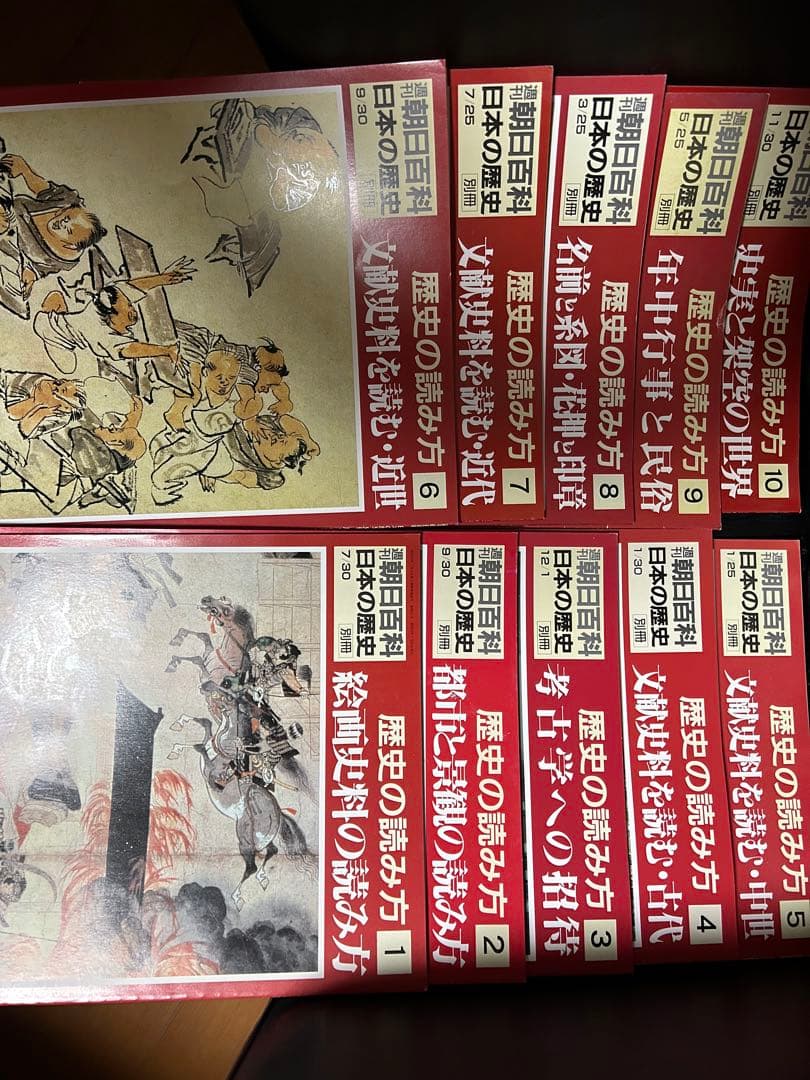 週刊朝日百科
日本の歴史 別冊
7/30
歴史の読み方
絵画史料の読み方
1
週刊朝日百科
日本の歴史 別冊
9/30
歴史の読み方
都市と景観の読み方
2
週刊朝日百科
日本の歴史 別冊
12.1
歴史の読み方
考古学への招待
3
週刊朝日百科
日本の歴史 別冊
1/30
歴史の読み方
文献史料を読む・古代
4
週刊朝日百科
日本の歴史 別冊
1/25
歴史の読み方
文献史料を読む・中世
5
週刊朝日百科
日本の歴史 別冊
9/30
歴史の読み方
文献史料を読む・近世
6
週刊朝日百科
日本の歴史 別冊
7/25
歴史の読み方
文献史料を読む・近代
7
週刊朝日百科
日本の歴史 別冊
3/25
歴史の読み方
名前と系図・花押と印章
8
週刊朝日百科
日本の歴史 別冊
5/25
歴史の読み方
年中行事と民俗
9
日百科
日本の歴史 別冊
11/30
歴史の読み方
史実と架空の世界
10